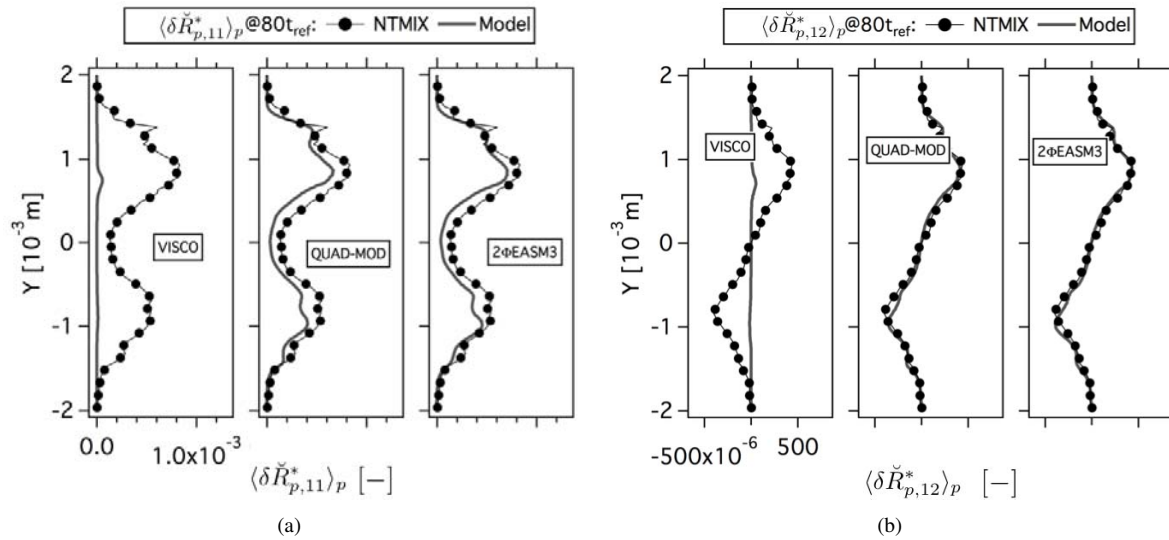 ⟨δR̆*p,11⟩p@80tref: NTMIX Model
2
1
0
-1
-2
Y [10-3m]
VISCO
QUAD-MOD
2ΦEASM3
0.0
1.0x10-3
⟨δR̆*p,11⟩p [−]
(a)
⟨δR̆*p,12⟩p@80tref: NTMIX Model
2
1
0
-1
-2
Y [10-3m]
VISCO
QUAD-MOD
2ΦEASM3
-500x10-6
500
⟨δR̆*p,12⟩p [−]
(b)